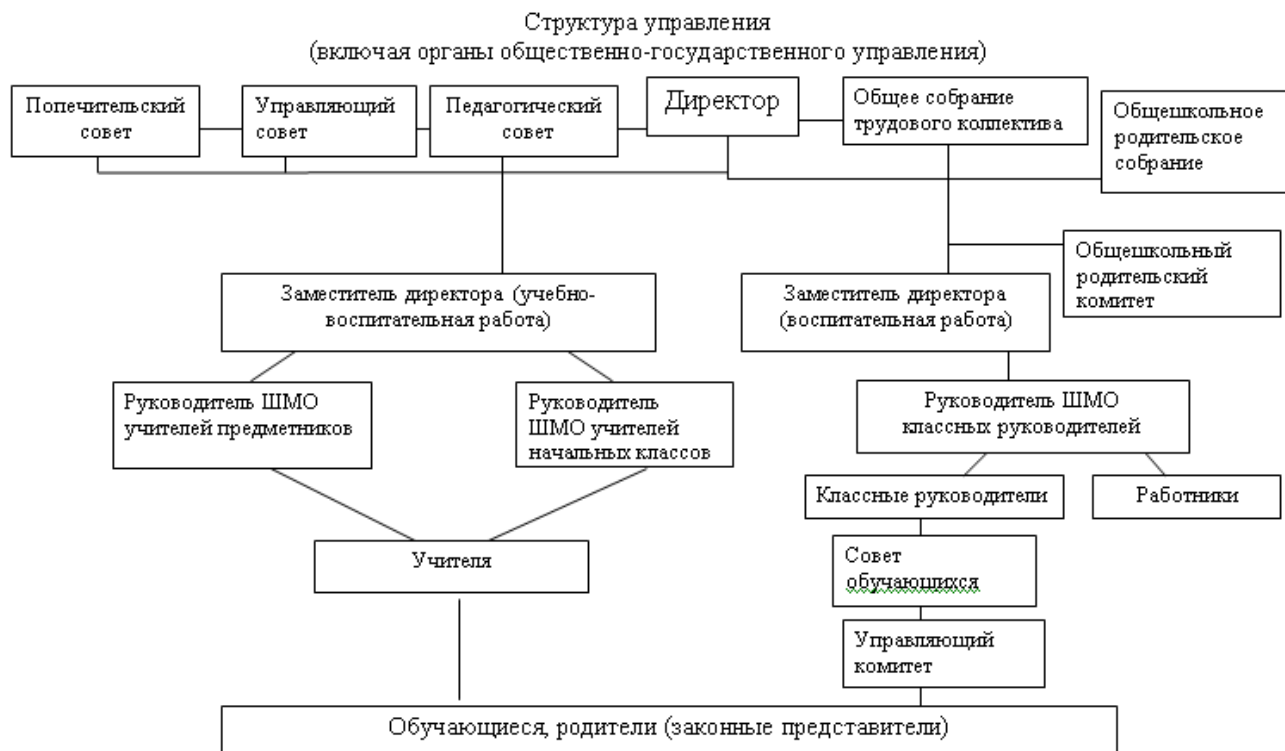 Структура управления
(включая органы общественно-государственного управления)
Попечительский
совет
Управляющий
совет
Педагогический
совет
Директор
Общее собрание
трудового коллектива
Общешкольное
родительское
собрание
Общешкольный
родительский
комитет
Заместитель директора (учебно-
воспитательная работа)
Заместитель директора
(воспитательная работа)
Руководитель ШМО
учителей предметников
Руководитель
ШМО учителей
начальных классов
Руководитель ШМО
классных руководителей
Классные руководители
Работники
Учителя
Совет
обучающихся
Управляющий
комитет
Обучающиеся, родители (законные представители)